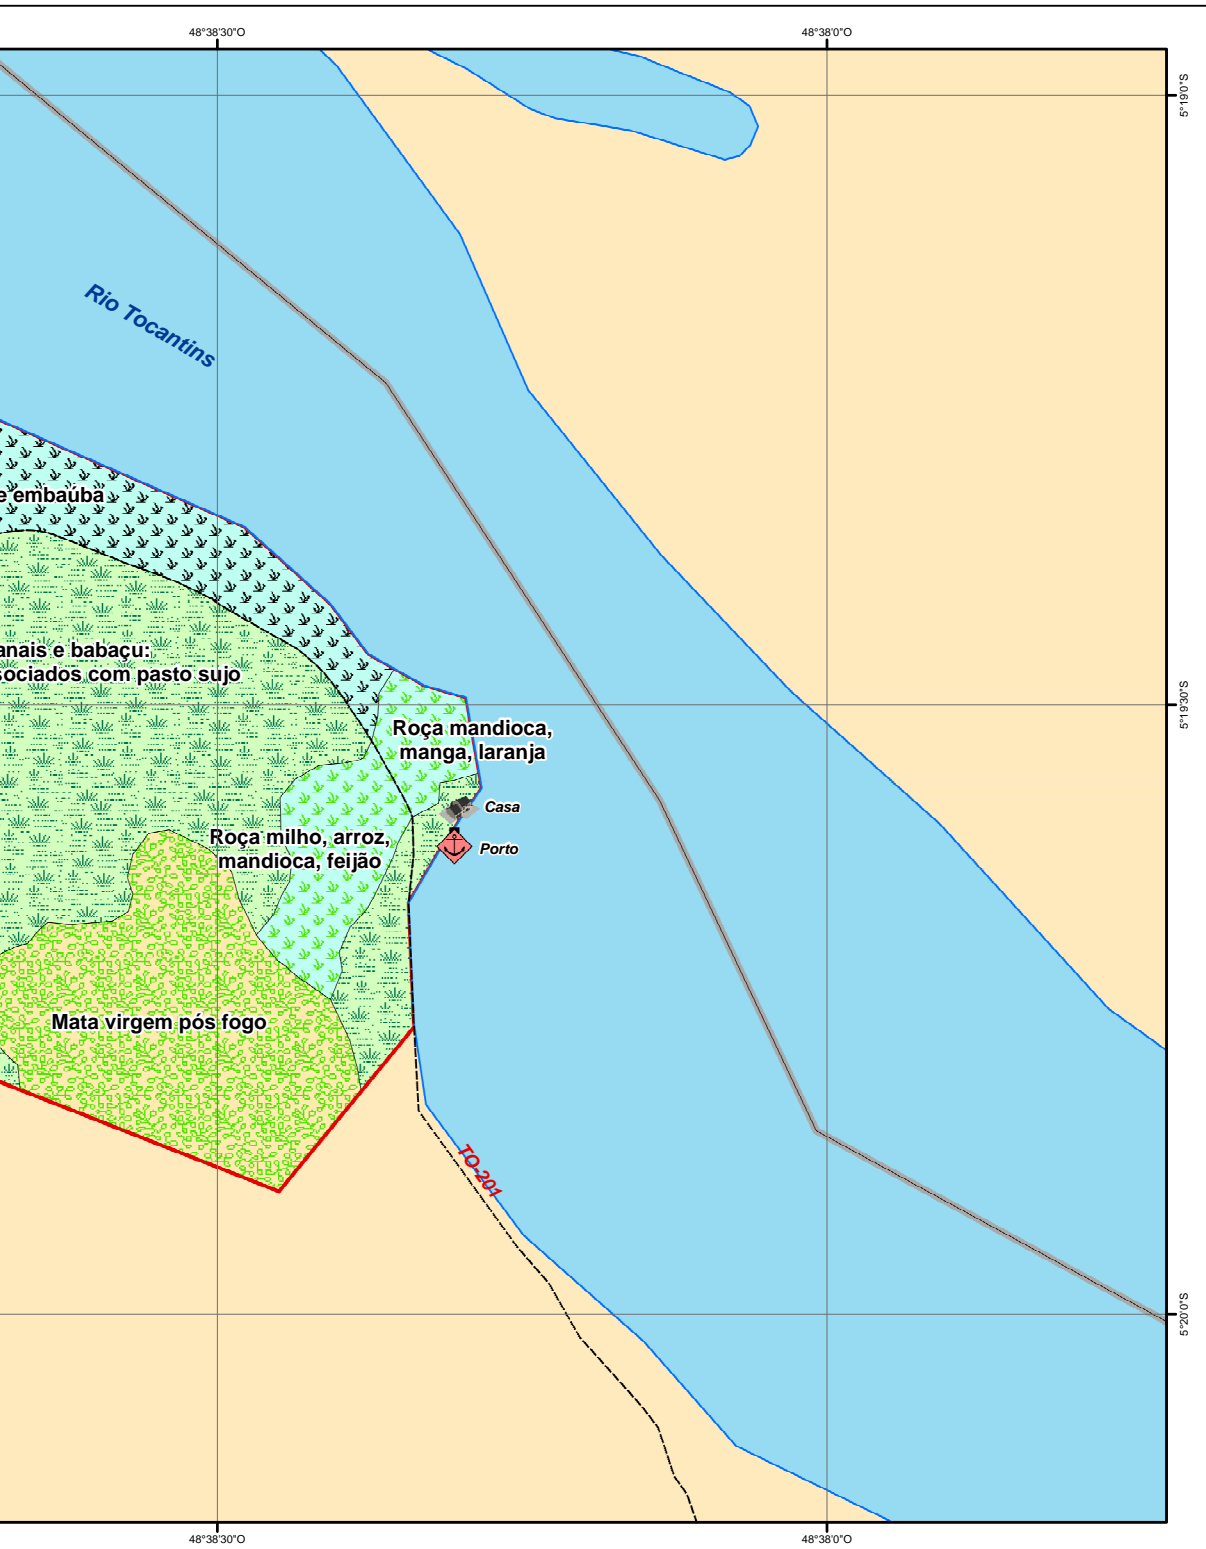 48°38'30"O
48°38'0"O
5°19'0"S
Rio Tocantins
e embaúba
anais e babaçu:
sociados com pasto sujo
5°19'30"S
Roça mandioca,
manga, laranja
Casa
Roça milho, arroz,
mandioca, feijão
Porto
Mata virgem pós fogo
TO-201
5°20'0"S
48°38'30"O
48°38'0"O